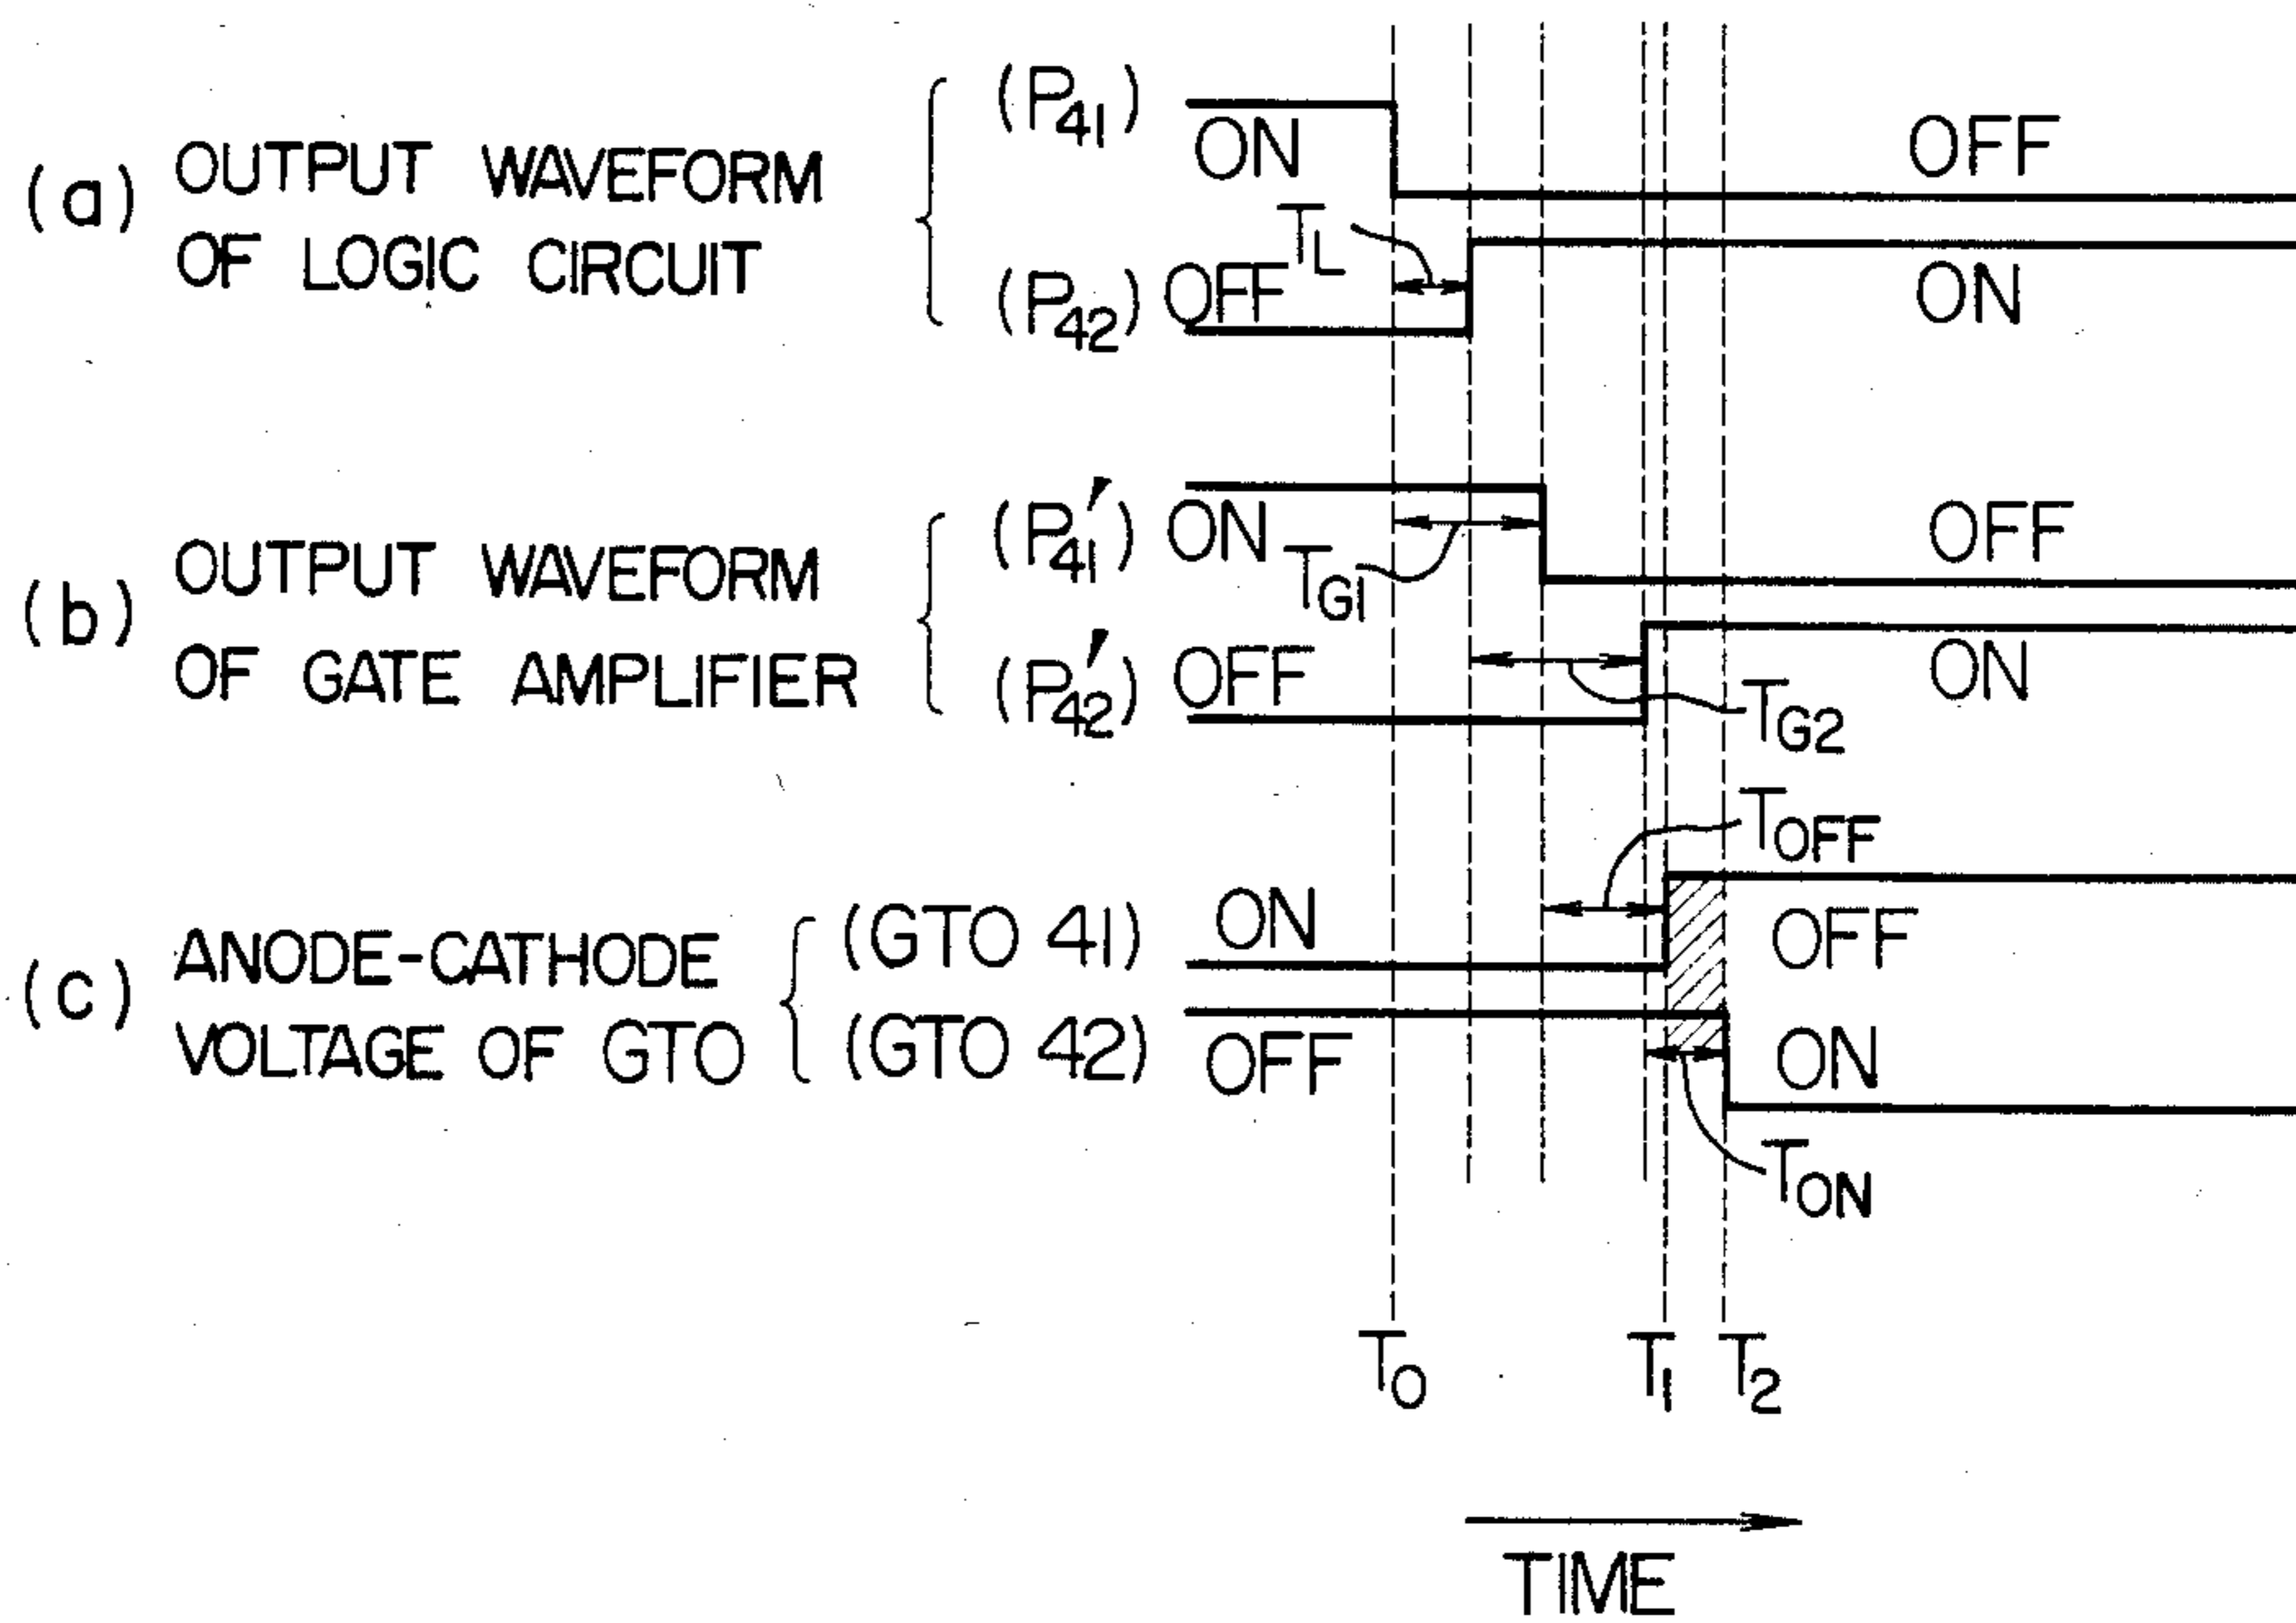 (a) OUTPUT WAVEFORM
OF LOGIC CIRCUIT
(P41)
ON
OFF
TL
(P42) OFF
ON
(b) OUTPUT WAVEFORM
OF GATE AMPLIFIER
(P'41) ON
TG1
OFF
(P'42) OFF
ON
TG2
TOFF
(c) ANODE-CATHODE
VOLTAGE OF GTO
(GTO 41) ON
OFF
(GTO 42) OFF
ON
TON
T0 T1 T2
TIME